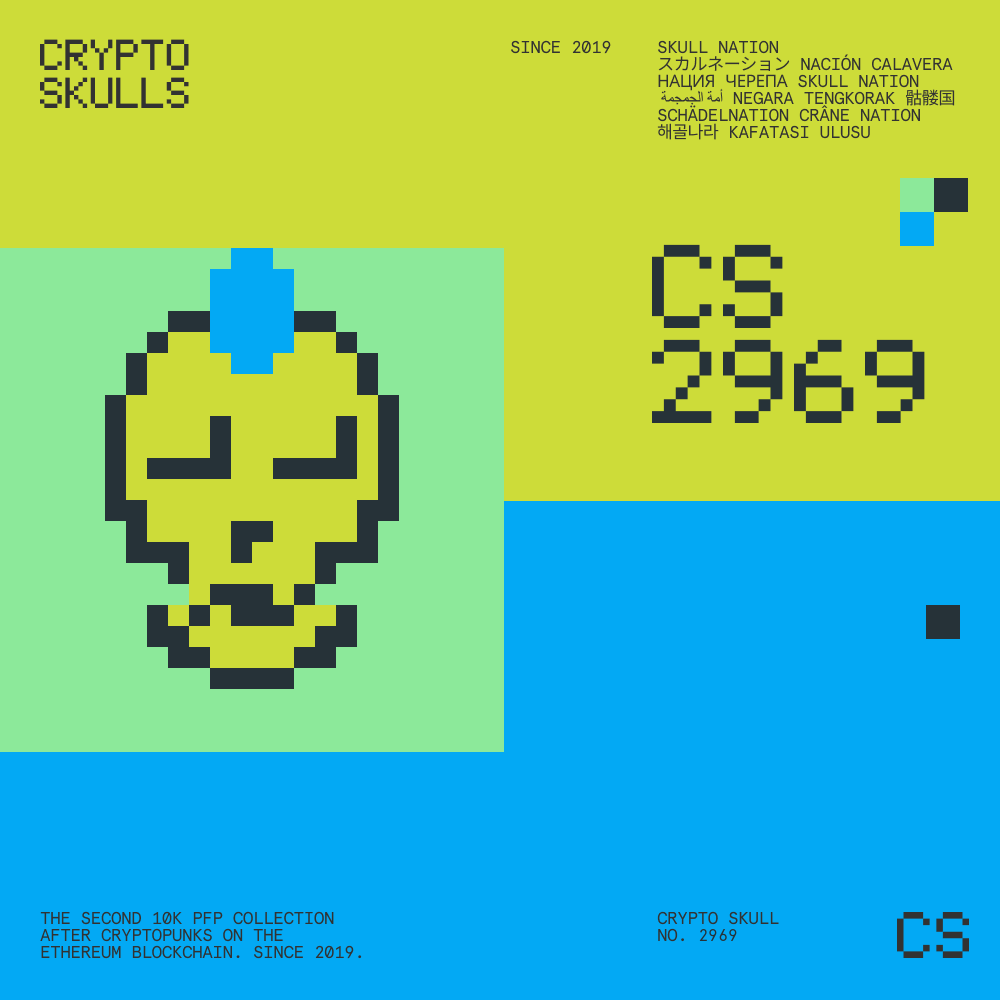 CRYPTO
SKULLS
SINCE 2019
SKULL NATION
スカルネーション NACIÓN CALAVERA
НАЦИЯ ЧЕРЕПА SKULL NATION
أمة الجمجمة NEGARA TENGKORAK 骷髅国
SCHÄDELNATION CRÂNE NATION
해골나라 KAFATASI ULUSU
CS
2969
THE SECOND 10K PFP COLLECTION
AFTER CRYPTOPUNKS ON THE
ETHEREUM BLOCKCHAIN. SINCE 2019.
CRYPTO SKULL
NO. 2969
CS